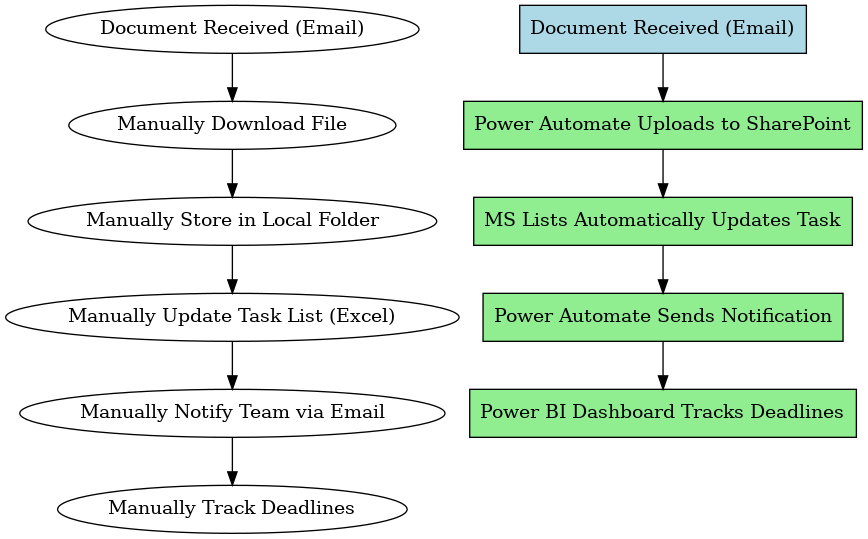 Document Received (Email)
Manually Download File
Manually Store in Local Folder
Manually Update Task List (Excel)
Manually Notify Team via Email
Manually Track Deadlines
Document Received (Email)
Power Automate Uploads to SharePoint
MS Lists Automatically Updates Task
Power Automate Sends Notification
Power BI Dashboard Tracks Deadlines